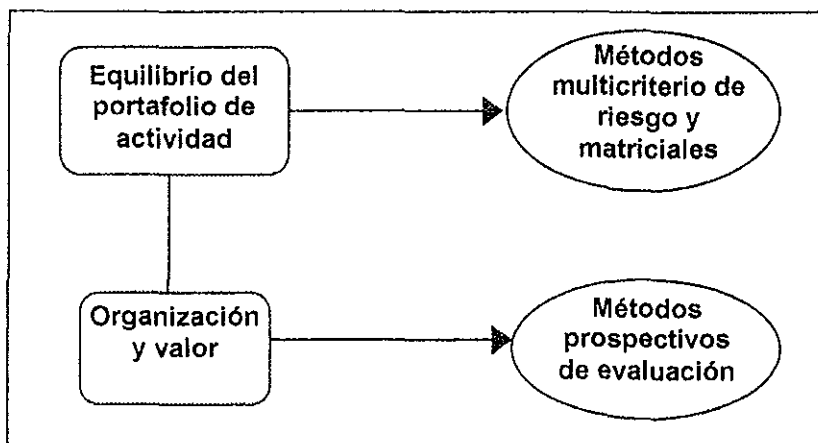 Equilibrio del
portafolio de
actividad
Métodos
multicriterio de
riesgo y
matriciales
Organización
y valor
Métodos
prospectivos
de evaluación